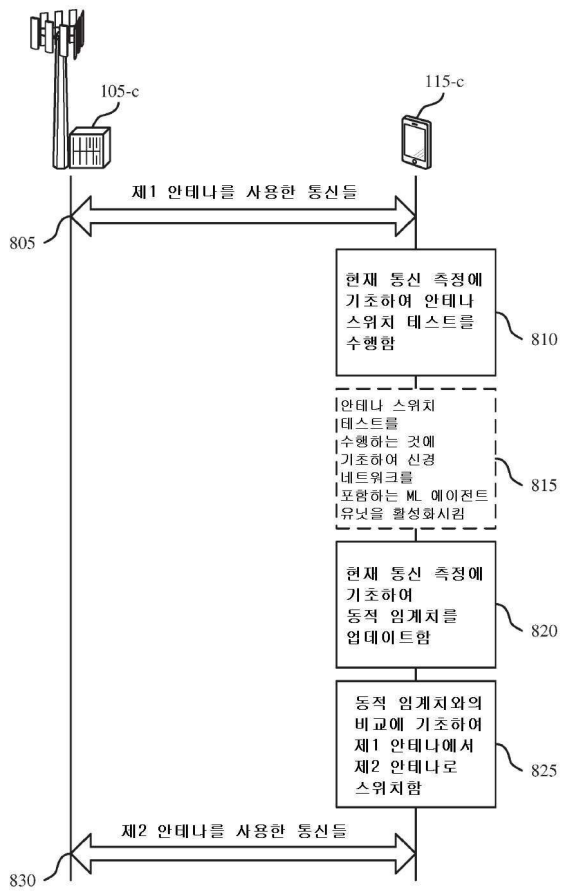 105-c
115-c
제1 안테나를 사용한 통신들
805
현재 통신 측정에
기초하여 안테나
스위치 테스트를
수행함
810
안테나 스위치
테스트를
수행하는 것에
기초하여 신경
네트워크를
포함하는 ML 에이전트
유닛을 활성화시킴
815
현재 통신 측정에
기초하여
동적 임계치를
업데이트함
820
동적 임계치와의
비교에 기초하여
제1 안테나에서
제2 안테나로
스위치함
825
제2 안테나를 사용한 통신들
830